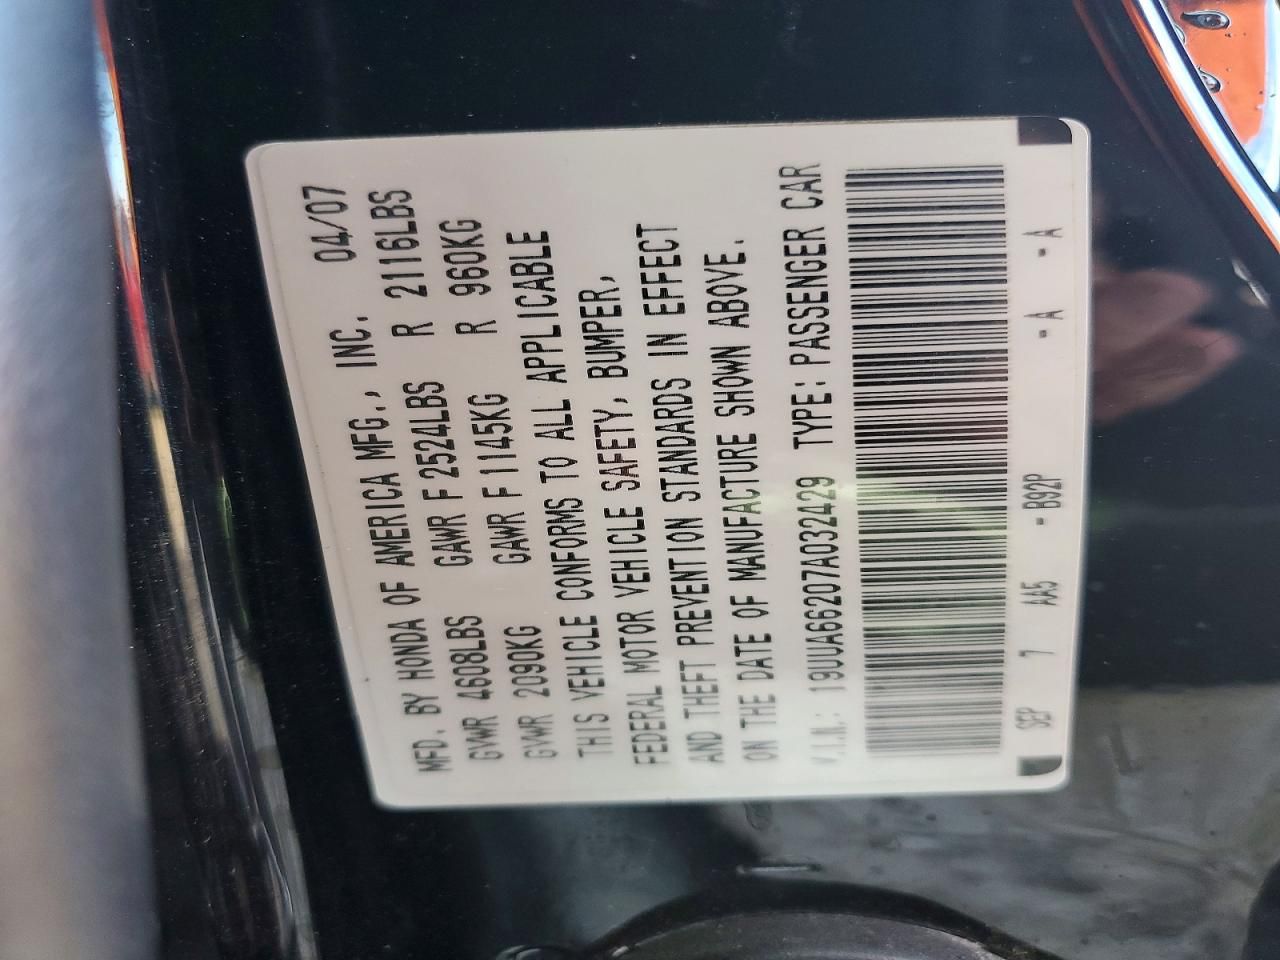 MFD. BY HONDA OF AMERICA MFG., INC. 04/07
GVWR 4608LBS GAWR F 2524LBS R 2116LBS
GVWR 2090KG GAWR F 1145KG R 960KG
THIS VEHICLE CONFORMS TO ALL APPLICABLE
FEDERAL MOTOR VEHICLE SAFETY, BUMPER,
AND THEFT PREVENTION STANDARDS IN EFFECT
ON THE DATE OF MANUFACTURE SHOWN ABOVE.
V.I.N.: 19UUA66207A032429 TYPE: PASSENGER CAR
SEP 7 AA5 -B92P -A -A